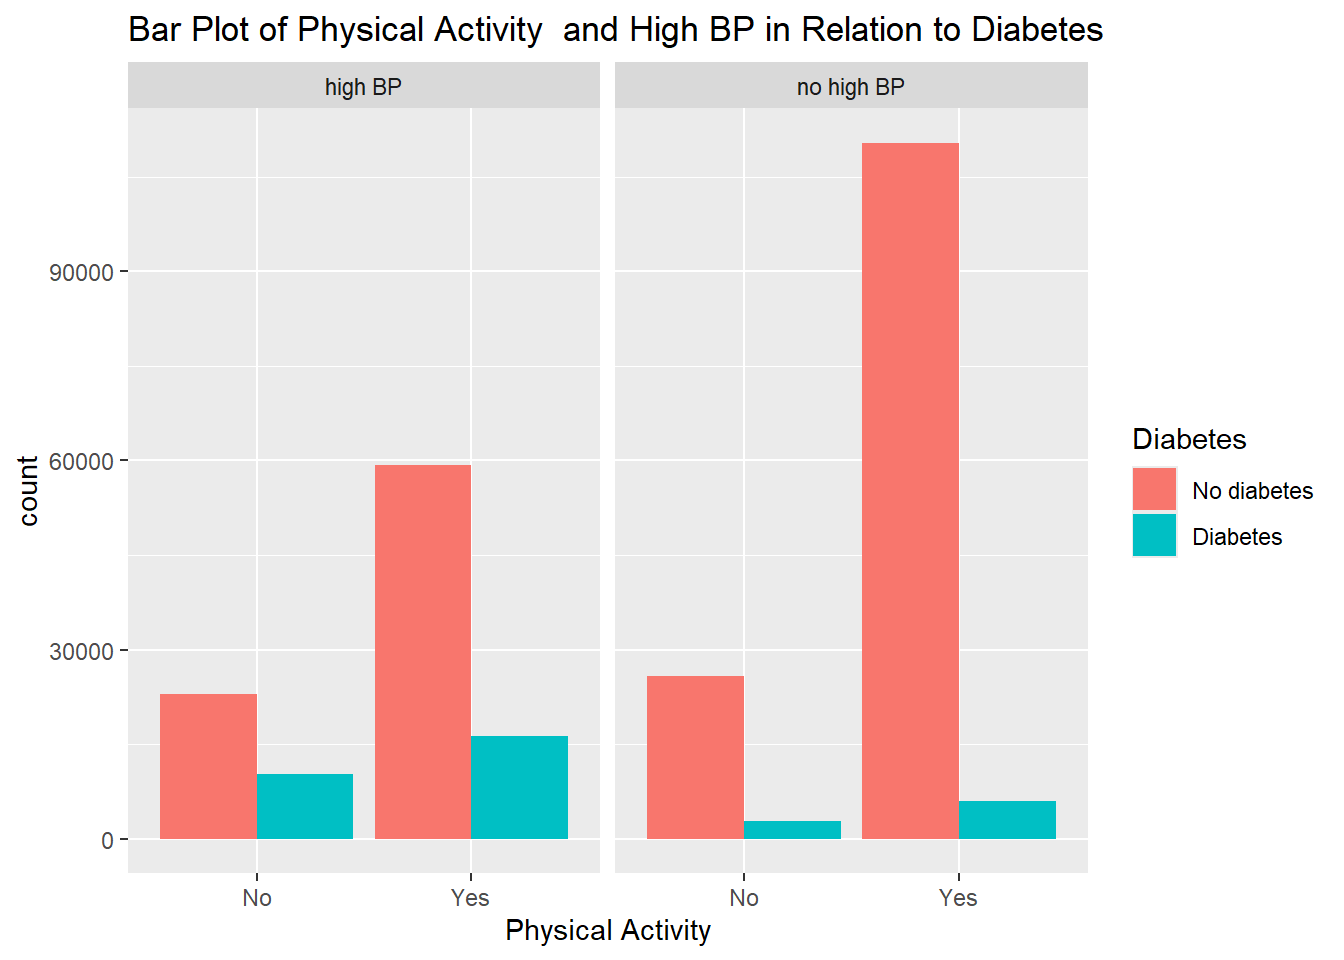 Bar Plot of Physical Activity  and High BP in Relation to Diabetes
high BP
no high BP
90000
60000
30000
0
count
No
Yes
No
Yes
Physical Activity
Diabetes
No diabetes
Diabetes